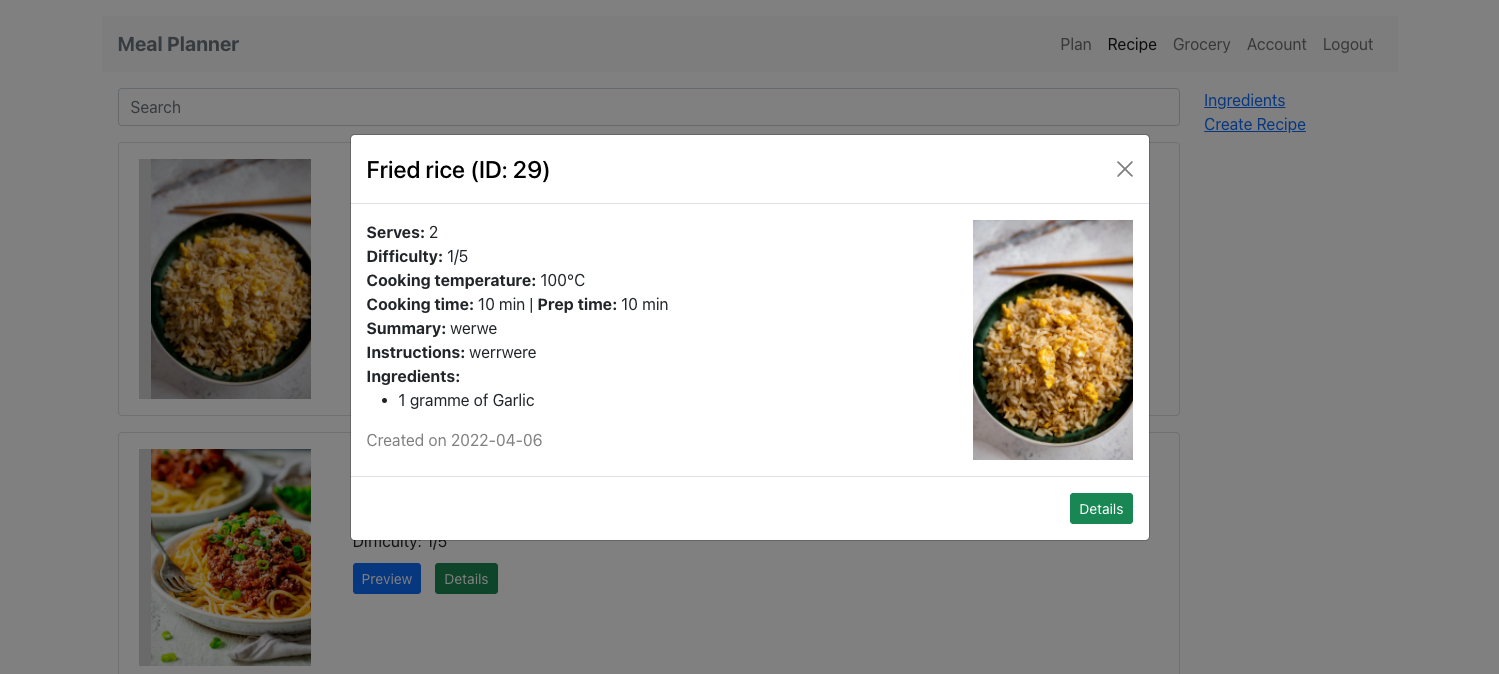 Meal Planner
Plan Recipe Grocery Account Logout
Search
Ingredients
Create Recipe
Fried rice (ID: 29)
Serves: 2
Difficulty: 1/5
Cooking temperature: 100°C
Cooking time: 10 min | Prep time: 10 min
Summary: werwe
Instructions: werrwere
Ingredients:
• 1 gramme of Garlic
Created on 2022-04-06
Details
Difficulty: 1/5
Preview Details